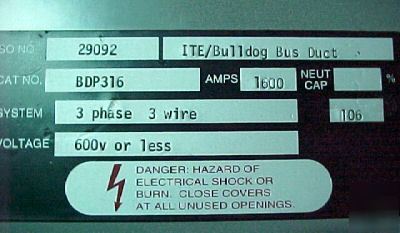 SO NO. 29092 ITE/Bulldog Bus Duct
CAT NO. BDP316 AMPS 1600 NEUT CAP %
SYSTEM 3 phase 3 wire 106
VOLTAGE 600v or less
DANGER: HAZARD OF
ELECTRICAL SHOCK OR
BURN. CLOSE COVERS
AT ALL UNUSED OPENINGS.